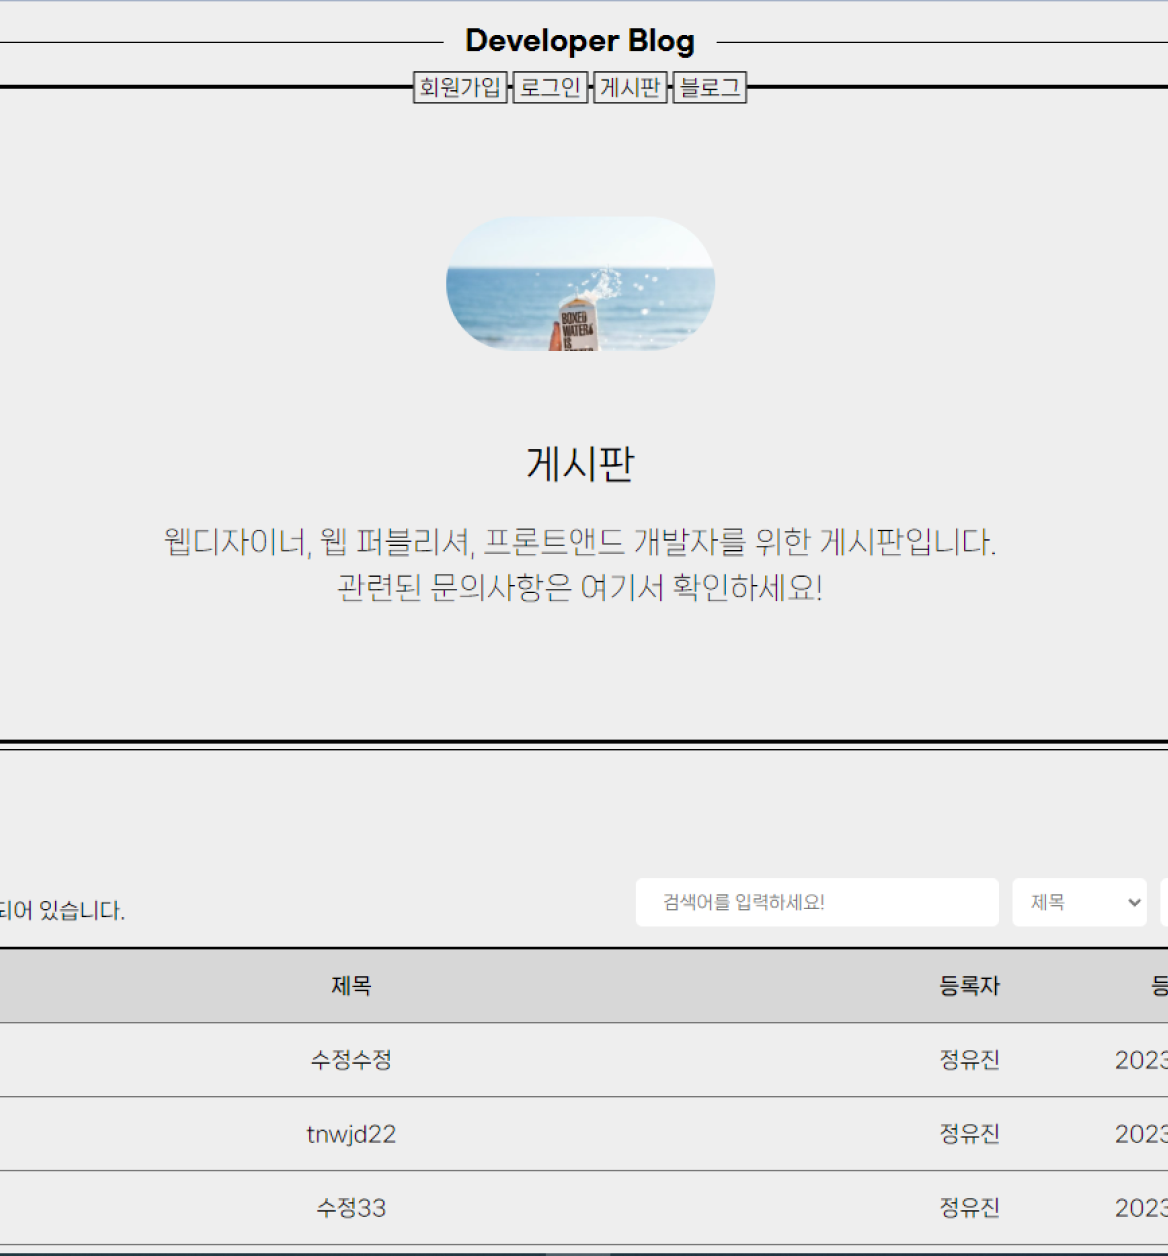 Developer Blog
회원가입 로그인 게시판 블로그
BOXED
WATER
IS
게시판
웹디자이너, 웹 퍼블리셔, 프론트앤드 개발자를 위한 게시판입니다.
관련된 문의사항은 여기서 확인하세요!
되어 있습니다. 검색어를 입력하세요! 제목
제목 등록자 등
수정수정 정유진 2023
tnwjd22 정유진 2023
수정33 정유진 2023